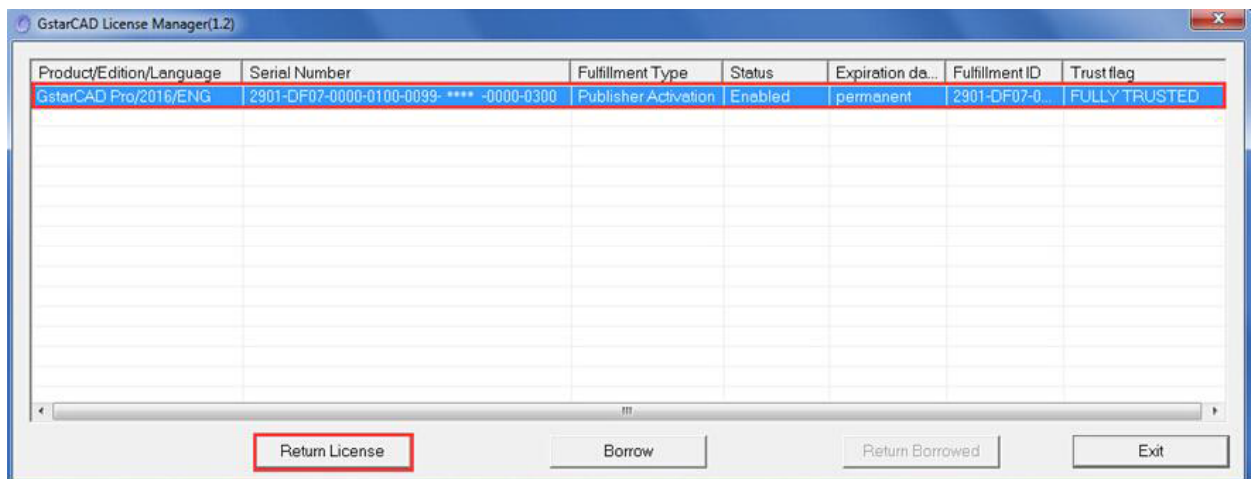 GstarCAD License Manager(1.2)
Product/Edition/Language Serial Number Fulfillment Type Status Expiration da... Fulfillment ID Trust flag
GstarCAD Pro/2016/ENG 2901-DF07-0000-0100-0099- **** -0000-0300 Publisher Activation Enabled permanent 2901-DF07-0... FULLY TRUSTED
Return License Borrow Return Borrowed Exit